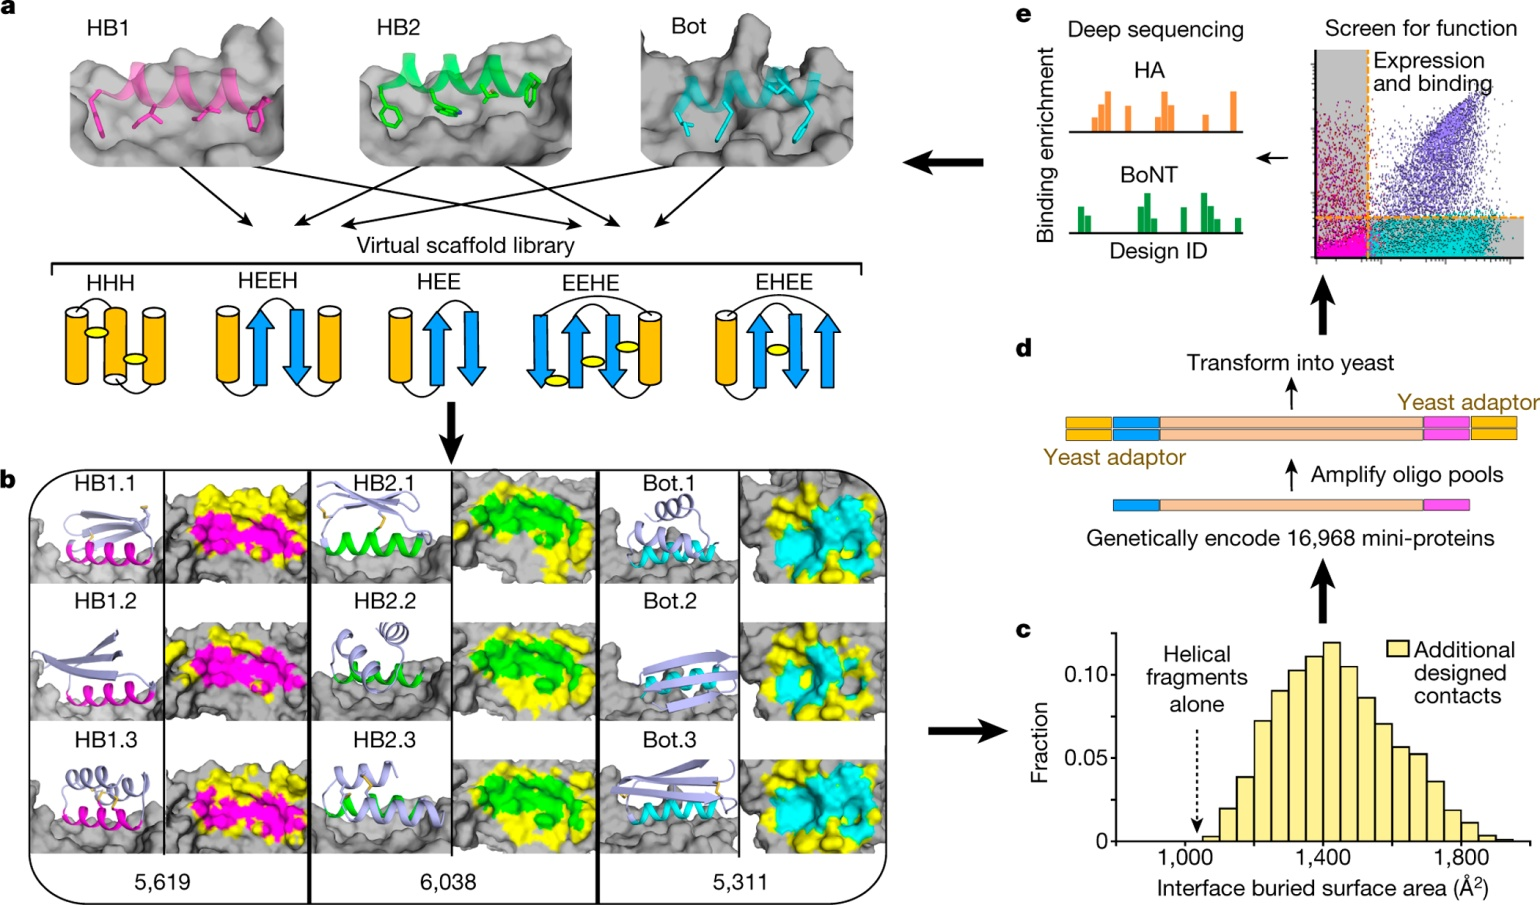 a
HB1
HB2
Bot
Virtual scaffold library
HHH
HEEH
HEE
EEHE
EHEE
b
HB1.1
HB2.1
Bot.1
HB1.2
HB2.2
Bot.2
HB1.3
HB2.3
Bot.3
5,619
6,038
5,311
e
Deep sequencing
Binding enrichment
HA
BoNT
Design ID
Screen for function
Expression
and binding
d
Transform into yeast
Yeast adaptor
Yeast adaptor
Amplify oligo pools
Genetically encode 16,968 mini-proteins
c
Helical
fragments
alone
Additional
designed
contacts
Fraction
0.10
0.05
0
1,000
1,400
1,800
Interface buried surface area (Å²)